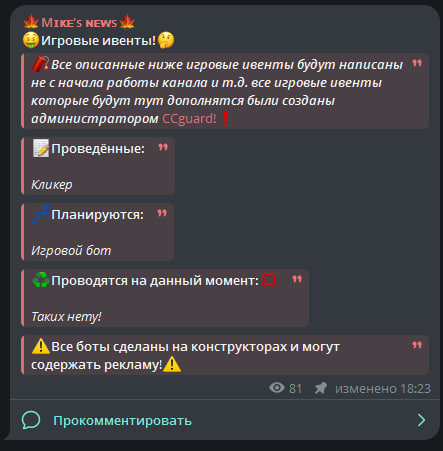 🍁Mɪᴋᴇ's ɴᴇᴡs🍁
🤑Игровые ивенты!🤔
🧨Все описанные ниже игровые ивенты будут написаны
не с начала работы канала и т.д. все игровые ивенты
которые будут тут дополнятся были созданы
администратором CCguard!❗
📝Проведённые:
Кликер
💤Планируются:
Игровой бот
♻️Проводятся на данный момент:💢
Таких нету!
⚠️Все боты сделаны на конструкторах и могут
содержать рекламу!⚠️
81 изменено 18:23
Прокомментировать